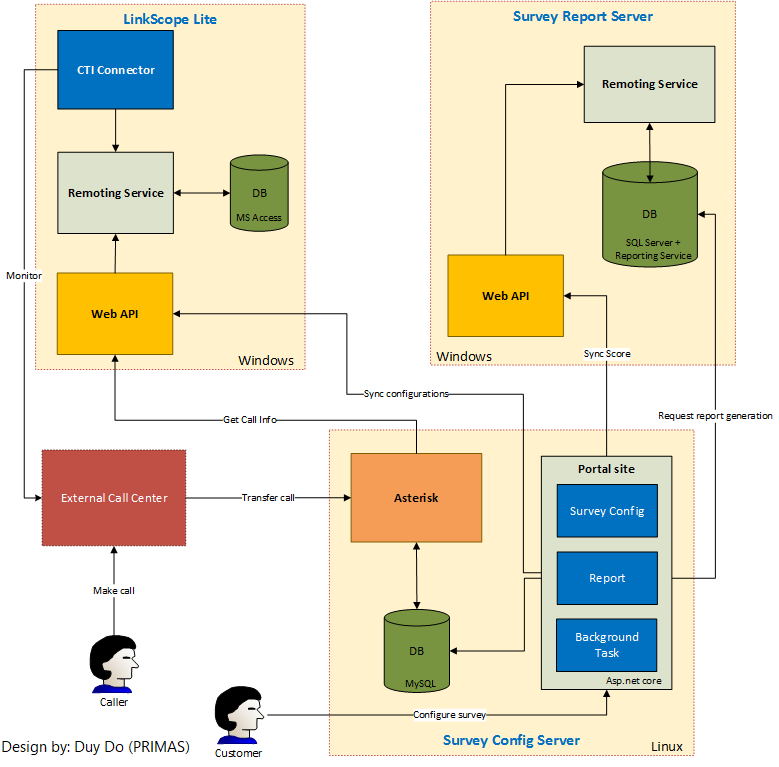 LinkScope Lite
CTI Connector
Remoting Service
DB
MS Access
Monitor
Web API
Windows
Survey Report Server
Remoting Service
DB
SQL Server +
Reporting Service
Web API
Windows
Sync Score
Sync configurations
Request report generation
Get Call Info
External Call Center
Transfer call
Asterisk
Portal site
Survey Config
Report
Background
Task
Asp.net core
DB
MySQL
Make call
Caller
Configure survey
Customer
Survey Config Server
Linux
Design by: Duy Do (PRIMAS)